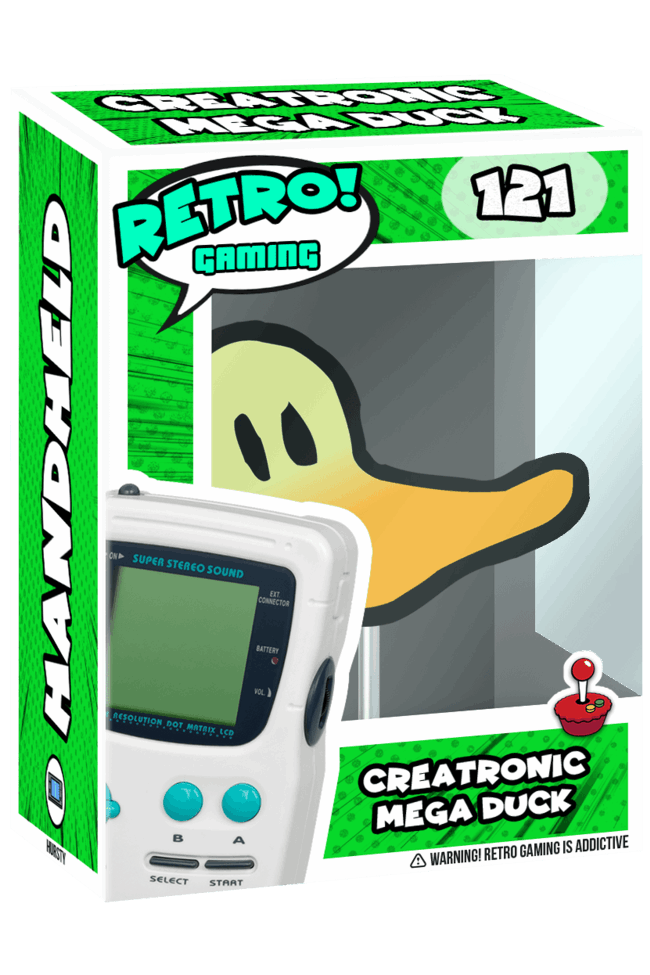 CREATRONIC
MEGA DUCK
RETRO!
GAMING
121
HANDHELD
ON
SUPER STEREO SOUND
EXT
CONNECTOR
BATTERY
VOL.
RESOLUTION DOT MATRIX LCD
B A
SELECT START
CREATRONIC
MEGA DUCK
WARNING! RETRO GAMING IS ADDICTIVE
HURSTY